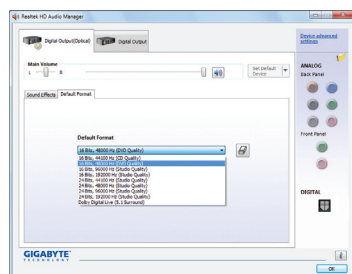 Realtek HD Audio Manager
Digital Output(Optical)
Digital Output
Device advanced
settings
Main Volume
L
R
Set Default
Device
ANALOG
Back Panel
Sound Effects
Default Format
Default Format
16 Bits, 48000 Hz (DVD Quality)
16 Bits, 44100 Hz (CD Quality)
16 Bits, 48000 Hz (DVD Quality)
16 Bits, 96000 Hz (Studio Quality)
16 Bits, 192000 Hz (Studio Quality)
24 Bits, 44100 Hz (Studio Quality)
24 Bits, 48000 Hz (Studio Quality)
24 Bits, 96000 Hz (Studio Quality)
24 Bits, 192000 Hz (Studio Quality)
Dolby Digital Live (5.1 Surround)
Front Panel
DIGITAL
GIGABYTE
TECHNOLOGY
OK